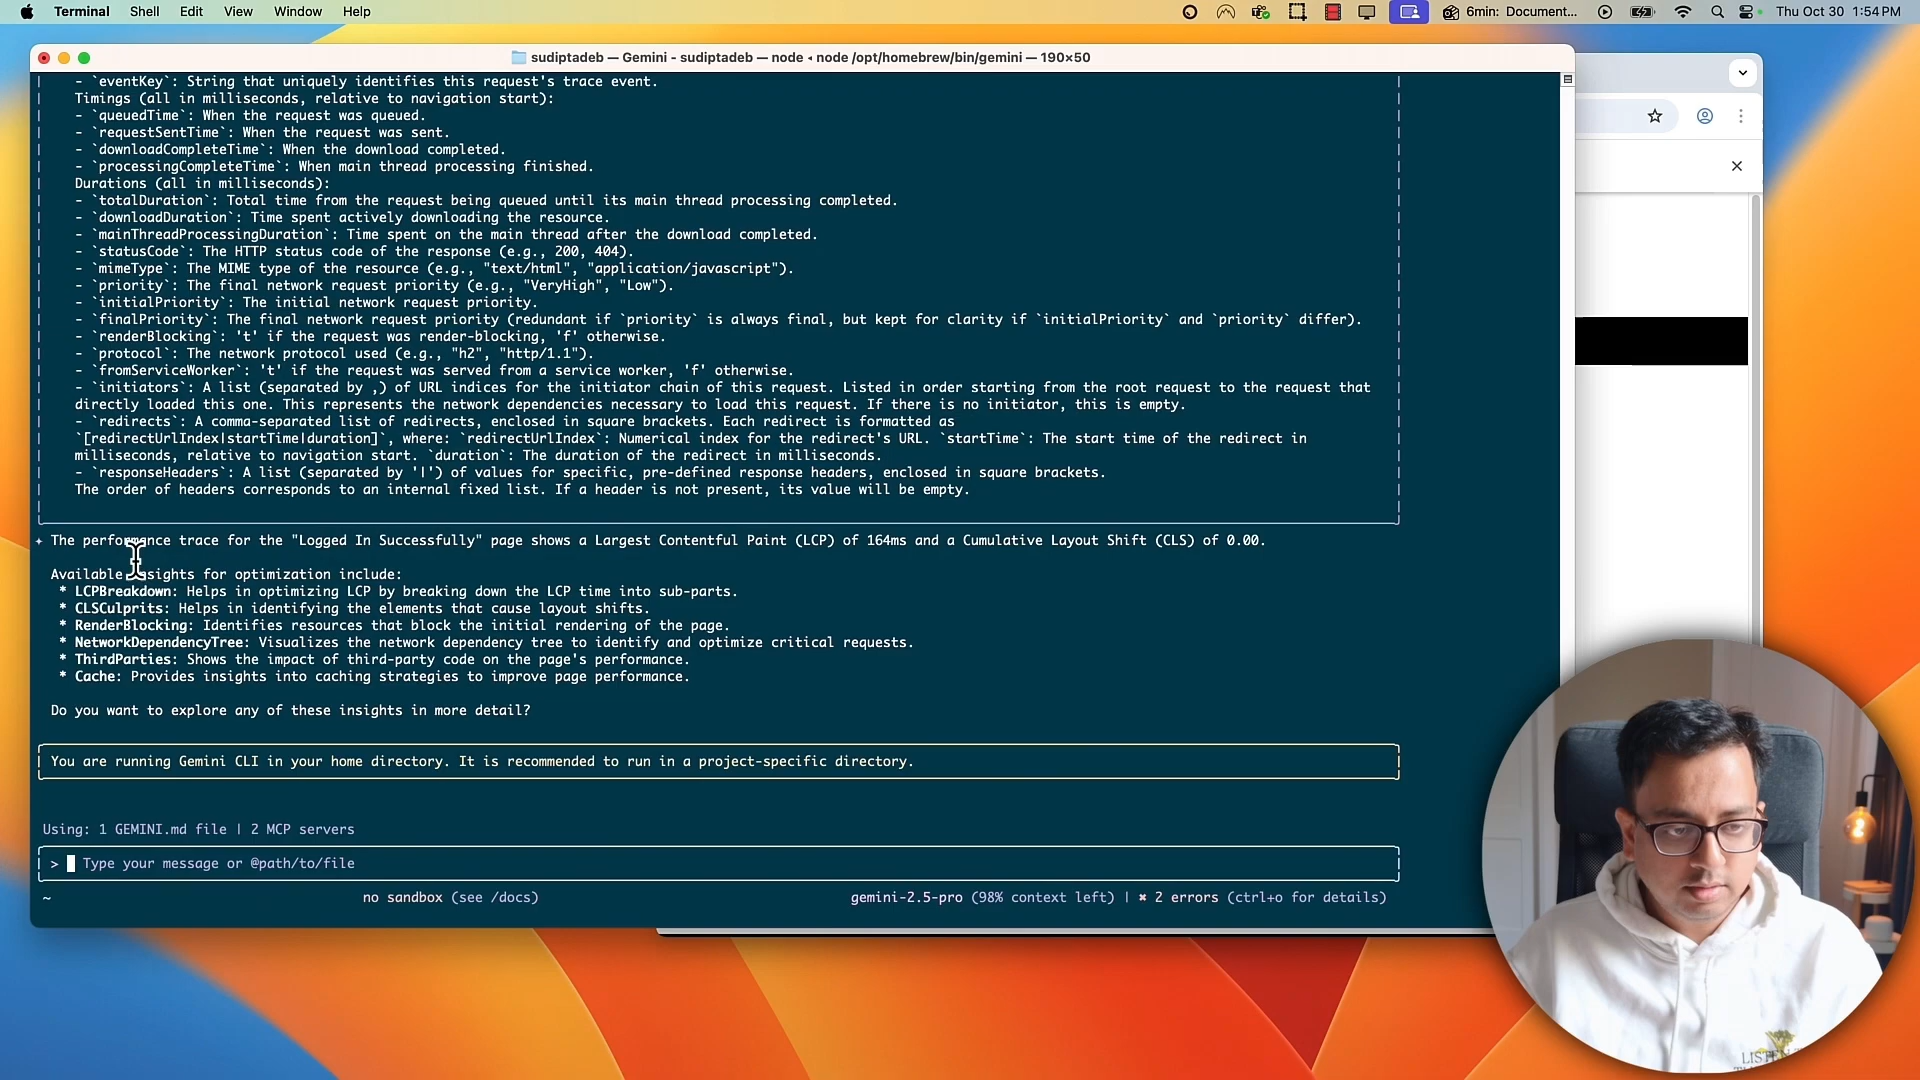 Terminal Shell Edit View Window Help
6min: Document... Thu Oct 30 1:54 PM
sudiptadeb — Gemini - sudiptadeb — node ◂ node /opt/homebrew/bin/gemini — 190×50
- `eventKey`: String that uniquely identifies this request's trace event.
Timings (all in milliseconds, relative to navigation start):
- `queuedTime`: When the request was queued.
- `requestSentTime`: When the request was sent.
- `downloadCompleteTime`: When the download completed.
- `processingCompleteTime`: When main thread processing finished.
Durations (all in milliseconds):
- `totalDuration`: Total time from the request being queued until its main thread processing completed.
- `downloadDuration`: Time spent actively downloading the resource.
- `mainThreadProcessingDuration`: Time spent on the main thread after the download completed.
- `statusCode`: The HTTP status code of the response (e.g., 200, 404).
- `mimeType`: The MIME type of the resource (e.g., "text/html", "application/javascript").
- `priority`: The final network request priority (e.g., "VeryHigh", "Low").
- `initialPriority`: The initial network request priority.
- `finalPriority`: The final network request priority (redundant if `priority` is always final, but kept for clarity if `initialPriority` and `priority` differ).
- `renderBlocking`: 't' if the request was render-blocking, 'f' otherwise.
- `protocol`: The network protocol used (e.g., "h2", "http/1.1").
- `fromServiceWorker`: 't' if the request was served from a service worker, 'f' otherwise.
- `initiators`: A list (separated by ,) of URL indices for the initiator chain of this request. Listed in order starting from the root request to the request that
directly loaded this one. This represents the network dependencies necessary to load this request. If there is no initiator, this is empty.
- `redirects`: A comma-separated list of redirects, enclosed in square brackets. Each redirect is formatted as
`[redirectUrlIndex|startTime|duration]`, where: `redirectUrlIndex`: Numerical index for the redirect's URL. `startTime`: The start time of the redirect in
milliseconds, relative to navigation start. `duration`: The duration of the redirect in milliseconds.
- `responseHeaders`: A list (separated by '|') of values for specific, pre-defined response headers, enclosed in square brackets.
The order of headers corresponds to an internal fixed list. If a header is not present, its value will be empty.
✦ The performance trace for the "Logged In Successfully" page shows a Largest Contentful Paint (LCP) of 164ms and a Cumulative Layout Shift (CLS) of 0.00.
Available insights for optimization include:
* LCPBreakdown: Helps in optimizing LCP by breaking down the LCP time into sub-parts.
* CLSCulprits: Helps in identifying the elements that cause layout shifts.
* RenderBlocking: Identifies resources that block the initial rendering of the page.
* NetworkDependencyTree: Visualizes the network dependency tree to identify and optimize critical requests.
* ThirdParties: Shows the impact of third-party code on the page's performance.
* Cache: Provides insights into caching strategies to improve page performance.
Do you want to explore any of these insights in more detail?
You are running Gemini CLI in your home directory. It is recommended to run in a project-specific directory.
Using: 1 GEMINI.md file | 2 MCP servers
> Type your message or @path/to/file
~ no sandbox (see /docs) gemini-2.5-pro (98% context left) | ✖ 2 errors (ctrl+o for details)